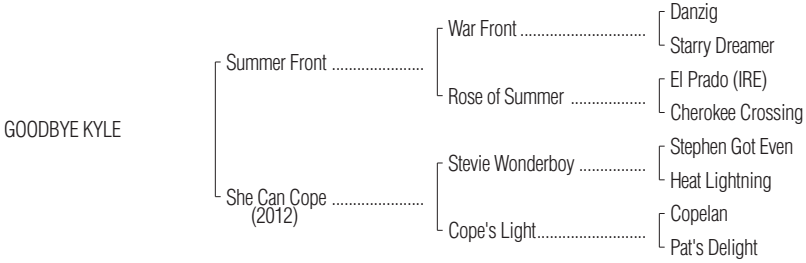 GOODBYE KYLE
Summer Front ......................
She Can Cope ......................
(2012)
War Front ..............................
Rose of Summer ..................
Stevie Wonderboy ................
Cope's Light..........................
Danzig
Starry Dreamer
El Prado (IRE)
Cherokee Crossing
Stephen Got Even
Heat Lightning
Copelan
Pat's Delight